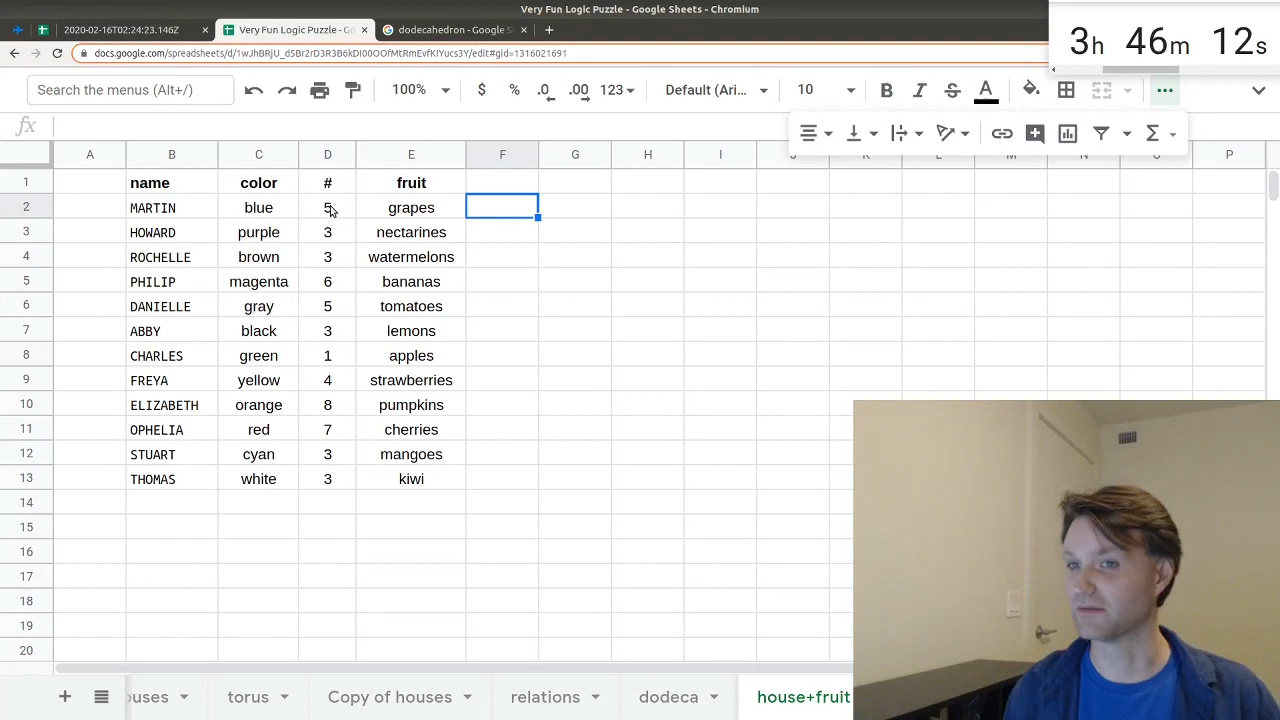 Very Fun Logic Puzzle - Google Sheets - Chromium
2020-02-16T02:24:23.146Z
Very Fun Logic Puzzle - Go
dodecahedron - Google S
3h 46m 12s
docs.google.com/spreadsheets/d/1wJhBRjU_d5Br2rD3R3B6kDI00OOfMtRmEvfKIYucs3Y/edit#gid=1316021691
Search the menus (Alt+/)
100%
$
%
.0
.00
123
Default (Ari...
10
B
I
S
A
fx
A B C D E F G H I J K L M N O P
1 name color # fruit
2 MARTIN blue 5 grapes
3 HOWARD purple 3 nectarines
4 ROCHELLE brown 3 watermelons
5 PHILIP magenta 6 bananas
6 DANIELLE gray 5 tomatoes
7 ABBY black 3 lemons
8 CHARLES green 1 apples
9 FREYA yellow 4 strawberries
10 ELIZABETH orange 8 pumpkins
11 OPHELIA red 7 cherries
12 STUART cyan 3 mangoes
13 THOMAS white 3 kiwi
14
15
16
17
18
19
20
ouses
torus
Copy of houses
relations
dodeca
house+fruit